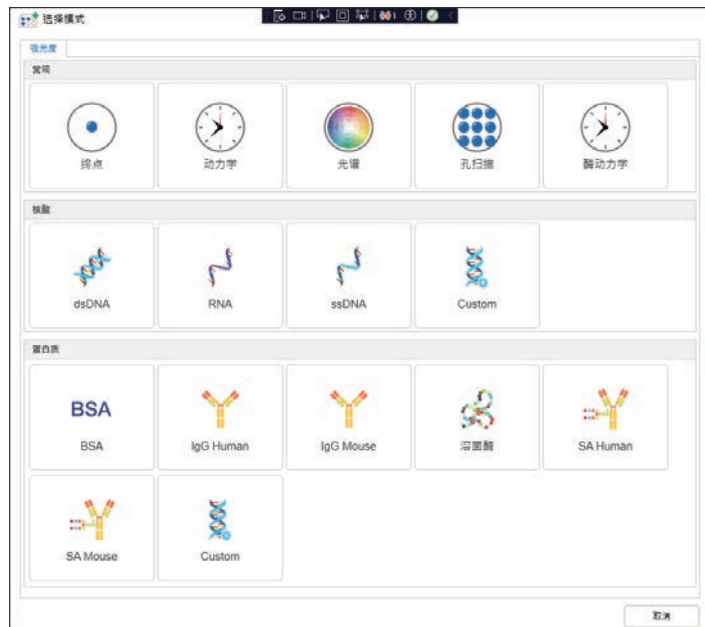 选择模式
吸光度
常规
终点
动力学
光谱
孔扫描
酶动力学
核酸
dsDNA
RNA
ssDNA
Custom
蛋白质
BSA
BSA
IgG Human
IgG Mouse
溶菌酶
SA Human
SA Mouse
Custom
取消